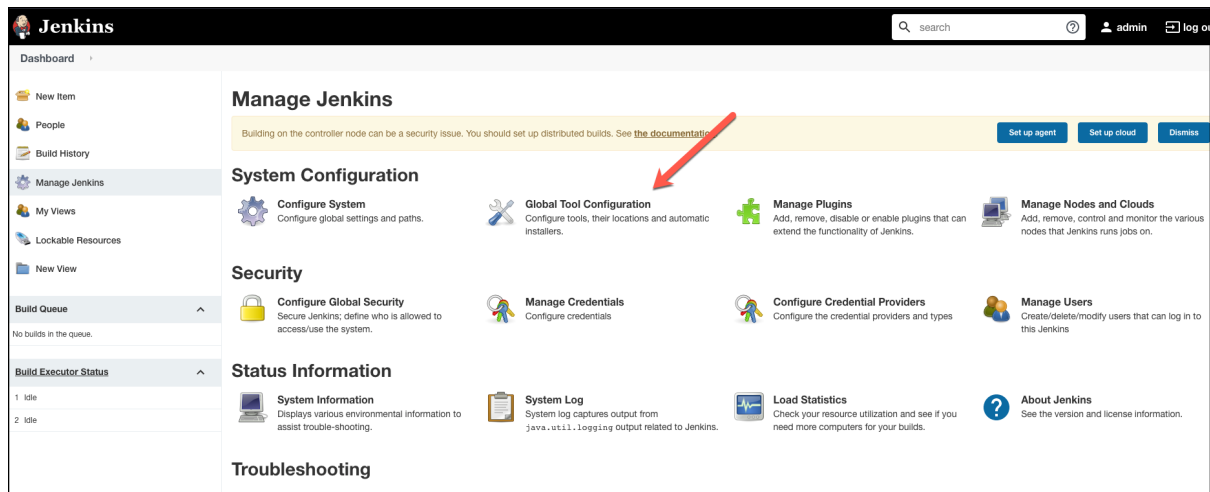 Jenkins
search
admin
log ou
Dashboard
New Item
People
Build History
Manage Jenkins
My Views
Lockable Resources
New View
Build Queue
No builds in the queue.
Build Executor Status
1 Idle
2 Idle
Manage Jenkins
Building on the controller node can be a security issue. You should set up distributed builds. See the documentation.
Set up agent
Set up cloud
Dismiss
System Configuration
Configure System
Configure global settings and paths.
Global Tool Configuration
Configure tools, their locations and automatic
installers.
Manage Plugins
Add, remove, disable or enable plugins that can
extend the functionality of Jenkins.
Manage Nodes and Clouds
Add, remove, control and monitor the various
nodes that Jenkins runs jobs on.
Security
Configure Global Security
Secure Jenkins; define who is allowed to
access/use the system.
Manage Credentials
Configure credentials
Configure Credential Providers
Configure the credential providers and types
Manage Users
Create/delete/modify users that can log in to
this Jenkins
Status Information
System Information
Displays various environmental information to
assist trouble-shooting.
System Log
System log captures output from
java.util.logging output related to Jenkins.
Load Statistics
Check your resource utilization and see if you
need more computers for your builds.
About Jenkins
See the version and license information.
Troubleshooting